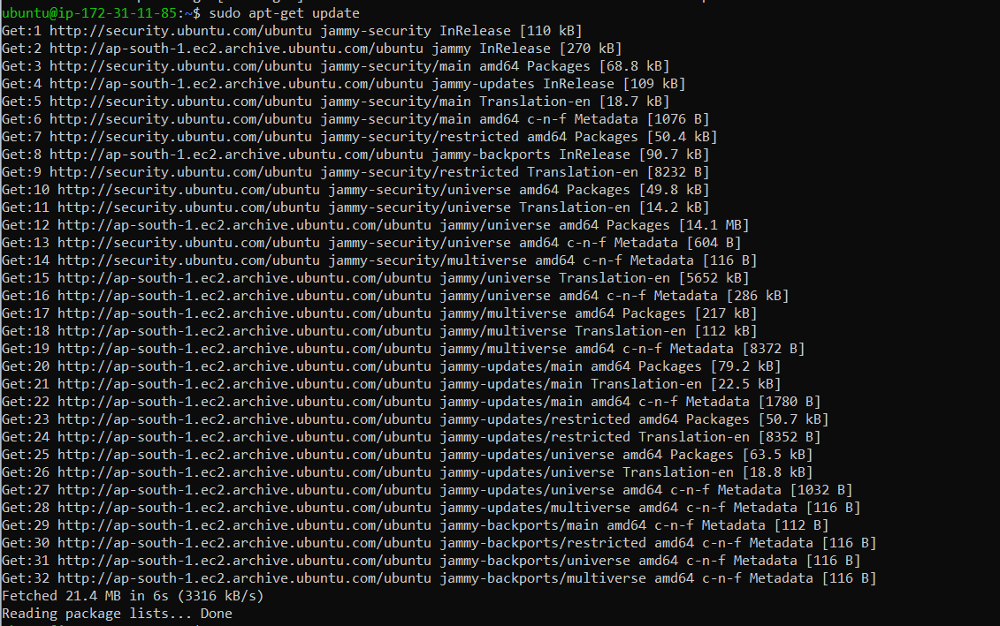 ubuntu@ip-172-31-11-85:~$ sudo apt-get update
Get:1 http://security.ubuntu.com/ubuntu jammy-security InRelease [110 kB]
Get:2 http://ap-south-1.ec2.archive.ubuntu.com/ubuntu jammy InRelease [270 kB]
Get:3 http://security.ubuntu.com/ubuntu jammy-security/main amd64 Packages [68.8 kB]
Get:4 http://ap-south-1.ec2.archive.ubuntu.com/ubuntu jammy-updates InRelease [109 kB]
Get:5 http://security.ubuntu.com/ubuntu jammy-security/main Translation-en [18.7 kB]
Get:6 http://security.ubuntu.com/ubuntu jammy-security/main amd64 c-n-f Metadata [1076 B]
Get:7 http://security.ubuntu.com/ubuntu jammy-security/restricted amd64 Packages [50.4 kB]
Get:8 http://ap-south-1.ec2.archive.ubuntu.com/ubuntu jammy-backports InRelease [90.7 kB]
Get:9 http://security.ubuntu.com/ubuntu jammy-security/restricted Translation-en [8232 B]
Get:10 http://security.ubuntu.com/ubuntu jammy-security/universe amd64 Packages [49.8 kB]
Get:11 http://security.ubuntu.com/ubuntu jammy-security/universe Translation-en [14.2 kB]
Get:12 http://ap-south-1.ec2.archive.ubuntu.com/ubuntu jammy/universe amd64 Packages [14.1 MB]
Get:13 http://security.ubuntu.com/ubuntu jammy-security/universe amd64 c-n-f Metadata [604 B]
Get:14 http://security.ubuntu.com/ubuntu jammy-security/multiverse amd64 c-n-f Metadata [116 B]
Get:15 http://ap-south-1.ec2.archive.ubuntu.com/ubuntu jammy/universe Translation-en [5652 kB]
Get:16 http://ap-south-1.ec2.archive.ubuntu.com/ubuntu jammy/universe amd64 c-n-f Metadata [286 kB]
Get:17 http://ap-south-1.ec2.archive.ubuntu.com/ubuntu jammy/multiverse amd64 Packages [217 kB]
Get:18 http://ap-south-1.ec2.archive.ubuntu.com/ubuntu jammy/multiverse Translation-en [112 kB]
Get:19 http://ap-south-1.ec2.archive.ubuntu.com/ubuntu jammy/multiverse amd64 c-n-f Metadata [8372 B]
Get:20 http://ap-south-1.ec2.archive.ubuntu.com/ubuntu jammy-updates/main amd64 Packages [79.2 kB]
Get:21 http://ap-south-1.ec2.archive.ubuntu.com/ubuntu jammy-updates/main Translation-en [22.5 kB]
Get:22 http://ap-south-1.ec2.archive.ubuntu.com/ubuntu jammy-updates/main amd64 c-n-f Metadata [1780 B]
Get:23 http://ap-south-1.ec2.archive.ubuntu.com/ubuntu jammy-updates/restricted amd64 Packages [50.7 kB]
Get:24 http://ap-south-1.ec2.archive.ubuntu.com/ubuntu jammy-updates/restricted Translation-en [8352 B]
Get:25 http://ap-south-1.ec2.archive.ubuntu.com/ubuntu jammy-updates/universe amd64 Packages [63.5 kB]
Get:26 http://ap-south-1.ec2.archive.ubuntu.com/ubuntu jammy-updates/universe Translation-en [18.8 kB]
Get:27 http://ap-south-1.ec2.archive.ubuntu.com/ubuntu jammy-updates/universe amd64 c-n-f Metadata [1032 B]
Get:28 http://ap-south-1.ec2.archive.ubuntu.com/ubuntu jammy-updates/multiverse amd64 c-n-f Metadata [116 B]
Get:29 http://ap-south-1.ec2.archive.ubuntu.com/ubuntu jammy-backports/main amd64 c-n-f Metadata [112 B]
Get:30 http://ap-south-1.ec2.archive.ubuntu.com/ubuntu jammy-backports/restricted amd64 c-n-f Metadata [116 B]
Get:31 http://ap-south-1.ec2.archive.ubuntu.com/ubuntu jammy-backports/universe amd64 c-n-f Metadata [116 B]
Get:32 http://ap-south-1.ec2.archive.ubuntu.com/ubuntu jammy-backports/multiverse amd64 c-n-f Metadata [116 B]
Fetched 21.4 MB in 6s (3316 kB/s)
Reading package lists... Done